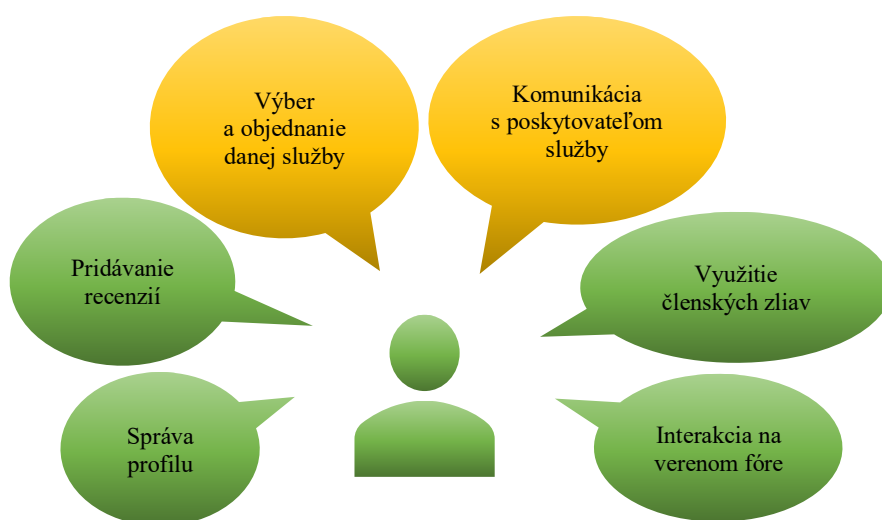 Výber
a objednanie
danej služby
Komunikácia
s poskytovateľom
služby
Pridávanie
recenzií
Využitie
členských zliav
Správa
profilu
Interakcia na
verenom fóre